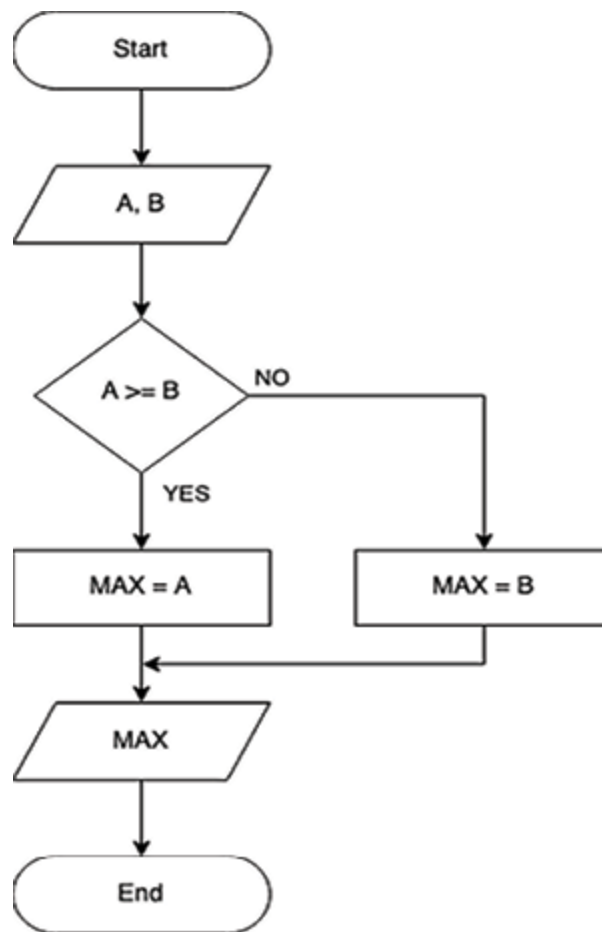 Start
A, B
A >= B
NO
YES
MAX = A
MAX = B
MAX
End